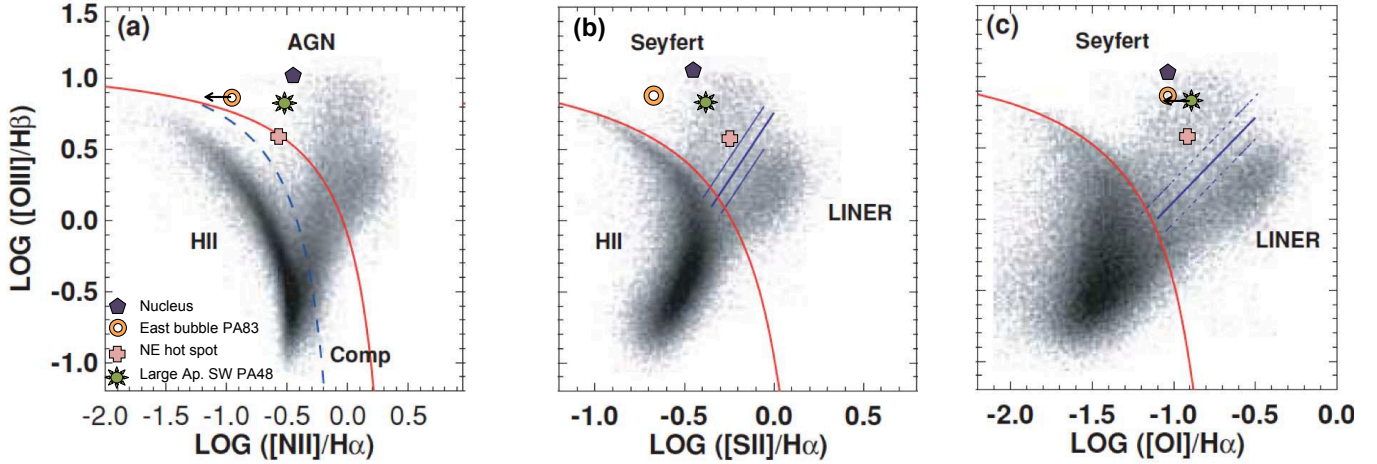 LOG ([OIII]/Hβ)
1.5
1.0
0.5
0.0
-0.5
-1.0
(a)
AGN
HII
Comp
Nucleus
East bubble PA83
NE hot spot
Large Ap. SW PA48
-2.0 -1.5 -1.0 -0.5 0.0 0.5
LOG ([NII]/Hα)
(b)
Seyfert
HII
LINER
-1.0 -0.5 0.0 0.5
LOG ([SII]/Hα)
(c)
Seyfert
LINER
-2.0 -1.5 -1.0 -0.5 0.0
LOG ([OI]/Hα)